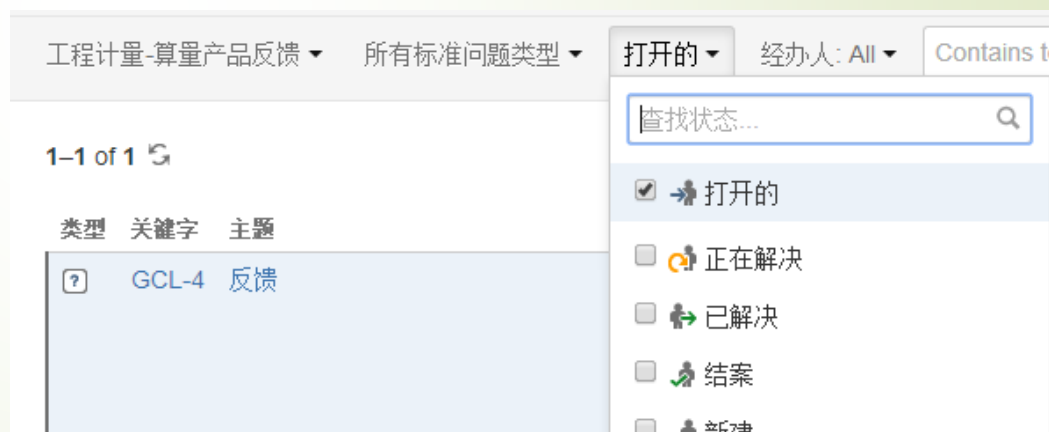 工程计量-算量产品反馈 所有标准问题类型 打开的 经办人: All Contains
查找状态...
1–1 of 1
打开的
类型 关键字 主题
正在解决
GCL-4 反馈
已解决
结案
新建